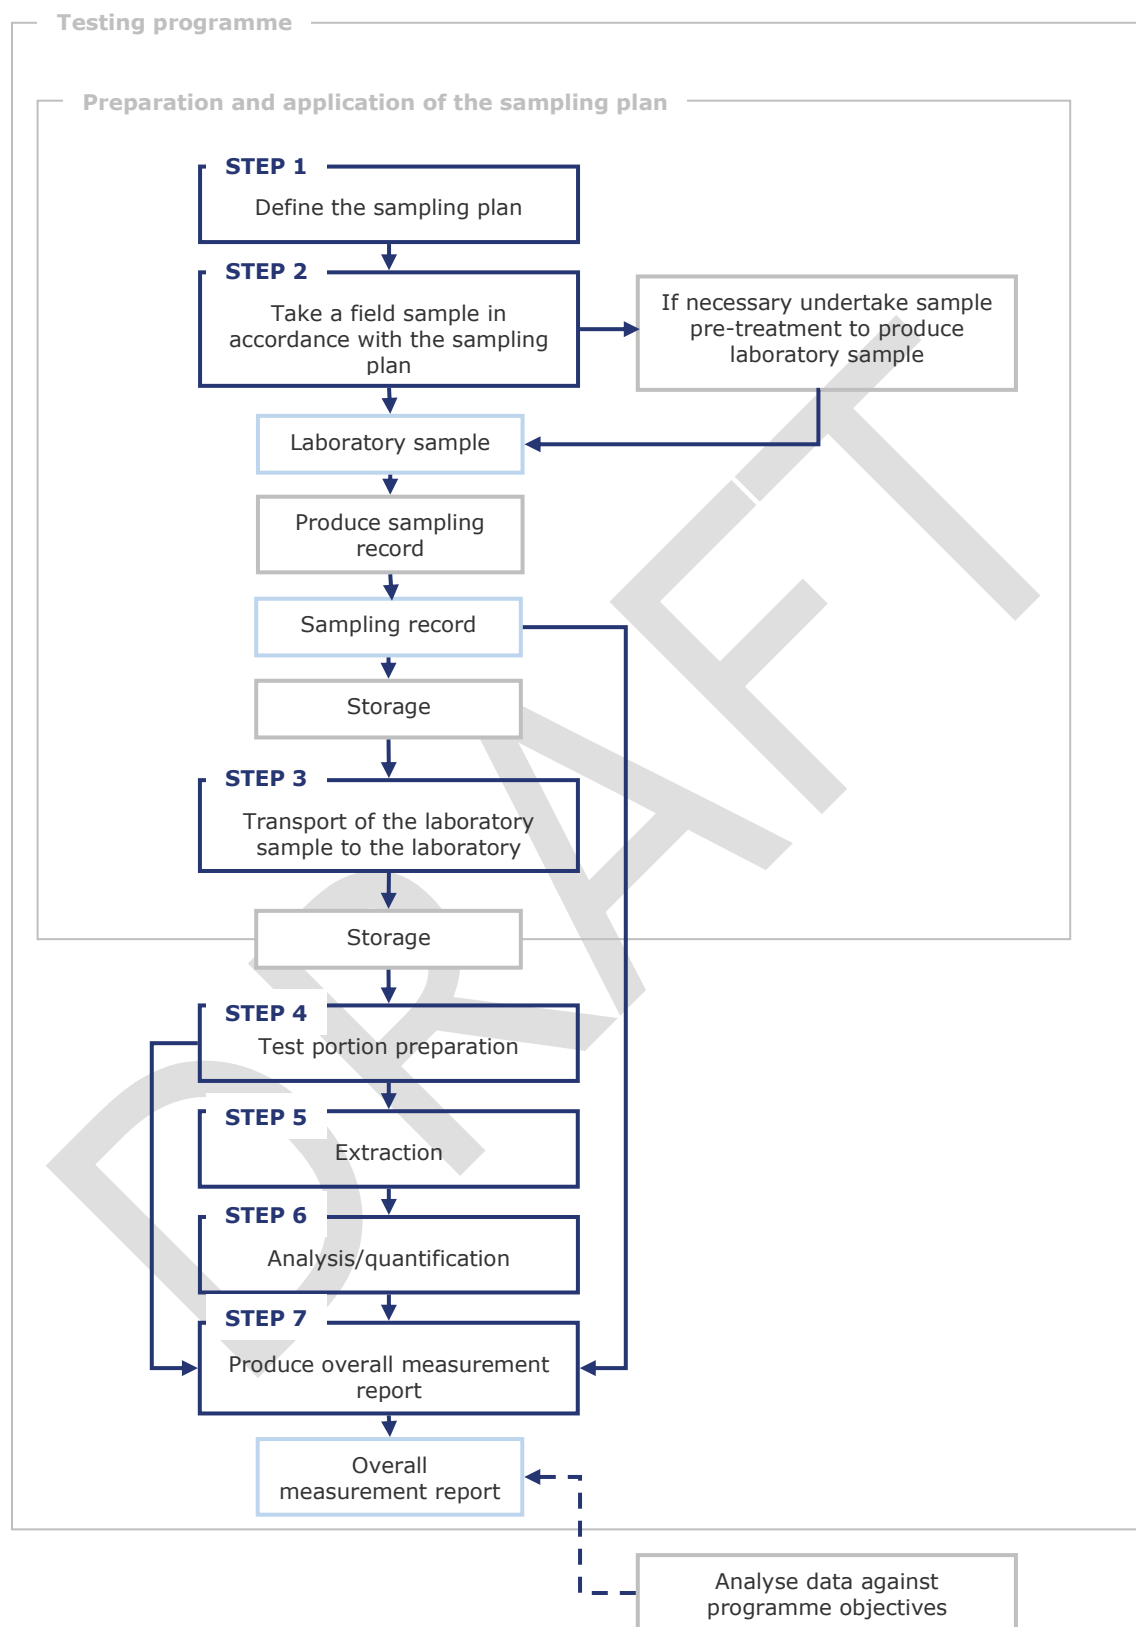 Testing programme
Preparation and application of the sampling plan
STEP 1
Define the sampling plan
STEP 2
Take a field sample in
accordance with the sampling
plan
If necessary undertake sample
pre-treatment to produce
laboratory sample
Laboratory sample
Produce sampling
record
Sampling record
Storage
STEP 3
Transport of the laboratory
sample to the laboratory
Storage
STEP 4
Test portion preparation
STEP 5
Extraction
STEP 6
Analysis/quantification
STEP 7
Produce overall measurement
report
Overall
measurement report
Analyse data against
programme objectives
DRAFT